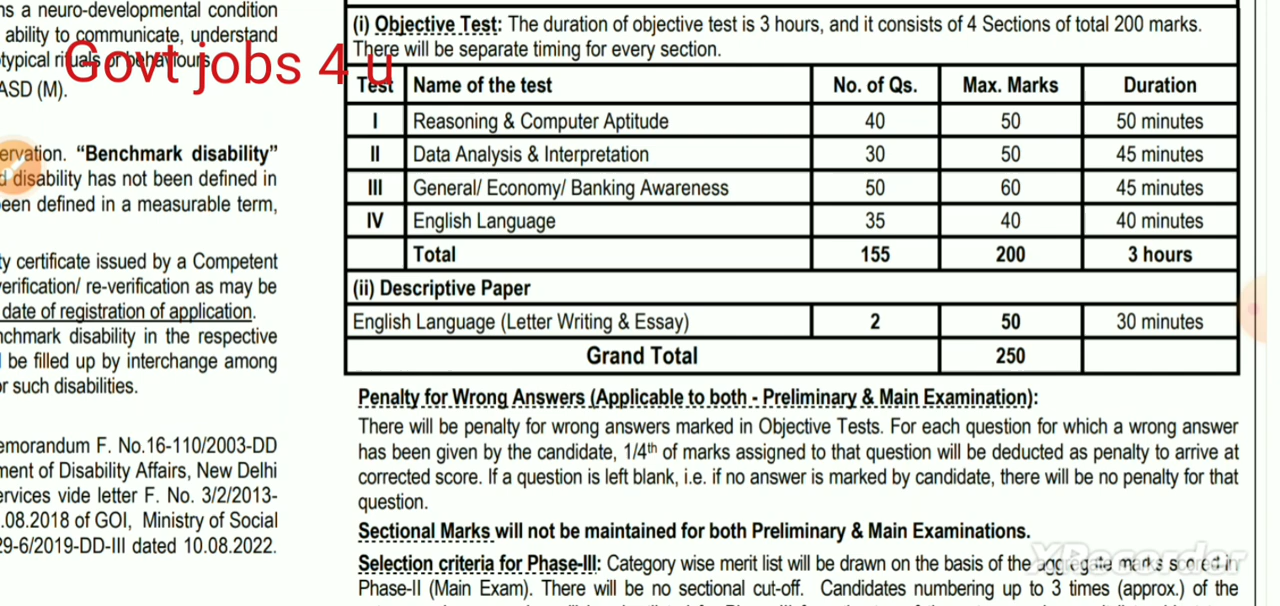 ns a neuro-developmental condition
ability to communicate, understand
typical rituals or behaviours
ASD (M).
Govt jobs 4 u
ervation. “Benchmark disability”
d disability has not been defined in
een defined in a measurable term,
ty certificate issued by a Competent
verification/ re-verification as may be
date of registration of application.
nchmark disability in the respective
l be filled up by interchange among
or such disabilities.
emorandum F. No.16-110/2003-DD
ment of Disability Affairs, New Delhi
ervices vide letter F. No. 3/2/2013-
.08.2018 of GOI, Ministry of Social
29-6/2019-DD-III dated 10.08.2022.
(i) Objective Test: The duration of objective test is 3 hours, and it consists of 4 Sections of total 200 marks.
There will be separate timing for every section.
Test Name of the test No. of Qs. Max. Marks Duration
I Reasoning & Computer Aptitude 40 50 50 minutes
II Data Analysis & Interpretation 30 50 45 minutes
III General/ Economy/ Banking Awareness 50 60 45 minutes
IV English Language 35 40 40 minutes
Total 155 200 3 hours
(ii) Descriptive Paper
English Language (Letter Writing & Essay) 2 50 30 minutes
Grand Total 250
Penalty for Wrong Answers (Applicable to both - Preliminary & Main Examination):
There will be penalty for wrong answers marked in Objective Tests. For each question for which a wrong answer
has been given by the candidate, 1/4th of marks assigned to that question will be deducted as penalty to arrive at
corrected score. If a question is left blank, i.e. if no answer is marked by candidate, there will be no penalty for that
question.
Sectional Marks will not be maintained for both Preliminary & Main Examinations.
Selection criteria for Phase-III: Category wise merit list will be drawn on the basis of the aggregate marks scored in
Phase-II (Main Exam). There will be no sectional cut-off. Candidates numbering up to 3 times (approx.) of the
XRecorder